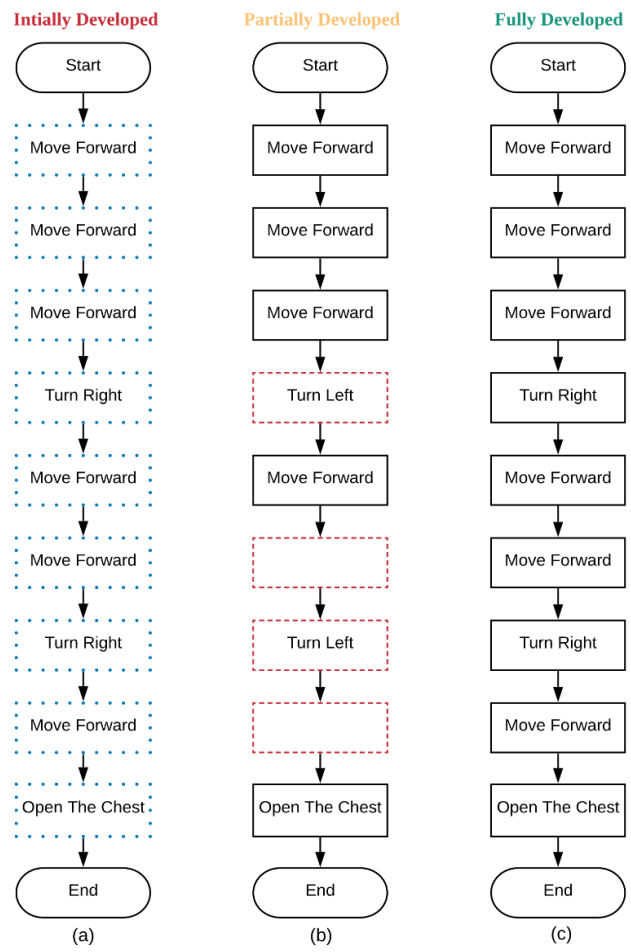 Intially Developed
Start
Move Forward
Move Forward
Move Forward
Turn Right
Move Forward
Move Forward
Turn Right
Move Forward
Open The Chest
End
(a)
Partially Developed
Start
Move Forward
Move Forward
Move Forward
Turn Left
Move Forward
Turn Left
Open The Chest
End
(b)
Fully Developed
Start
Move Forward
Move Forward
Move Forward
Turn Right
Move Forward
Move Forward
Turn Right
Move Forward
Open The Chest
End
(c)